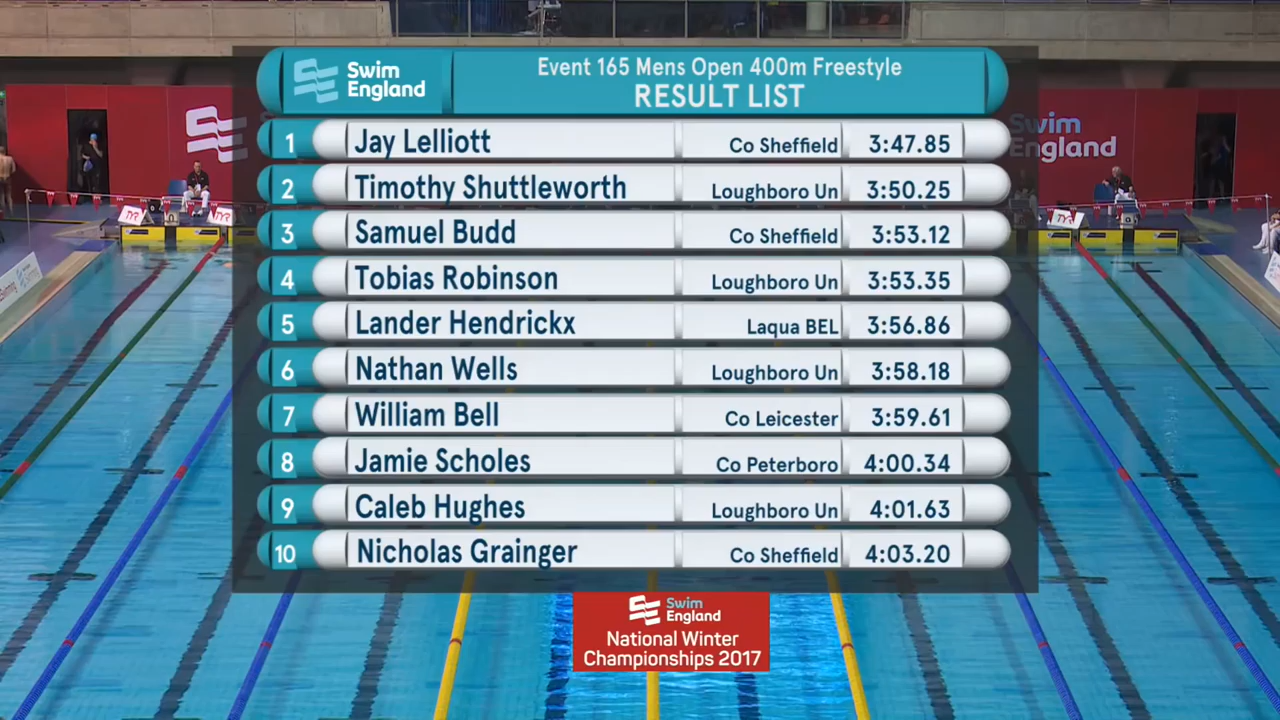 Swim
England
Event 165 Mens Open 400m Freestyle
RESULT LIST
1 Jay Lelliott Co Sheffield 3:47.85
2 Timothy Shuttleworth Loughboro Un 3:50.25
3 Samuel Budd Co Sheffield 3:53.12
4 Tobias Robinson Loughboro Un 3:53.35
5 Lander Hendrickx Laqua BEL 3:56.86
6 Nathan Wells Loughboro Un 3:58.18
7 William Bell Co Leicester 3:59.61
8 Jamie Scholes Co Peterboro 4:00.34
9 Caleb Hughes Loughboro Un 4:01.63
10 Nicholas Grainger Co Sheffield 4:03.20
Swim
England
TYR
TYR
TYR
Swim
England
National Winter
Championships 2017